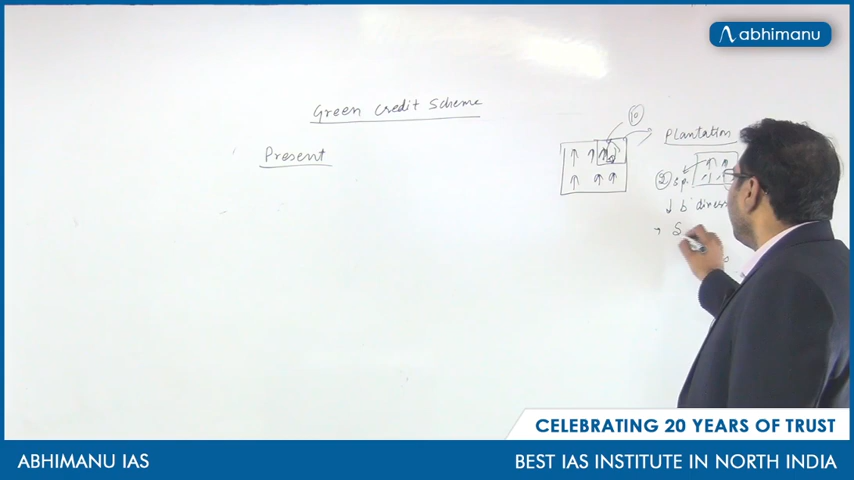 abhimanu
Green Credit Scheme
Present
10
Plantation
2 sp.
↓ b
S
CELEBRATING 20 YEARS OF TRUST
ABHIMANU IAS
BEST IAS INSTITUTE IN NORTH INDIA